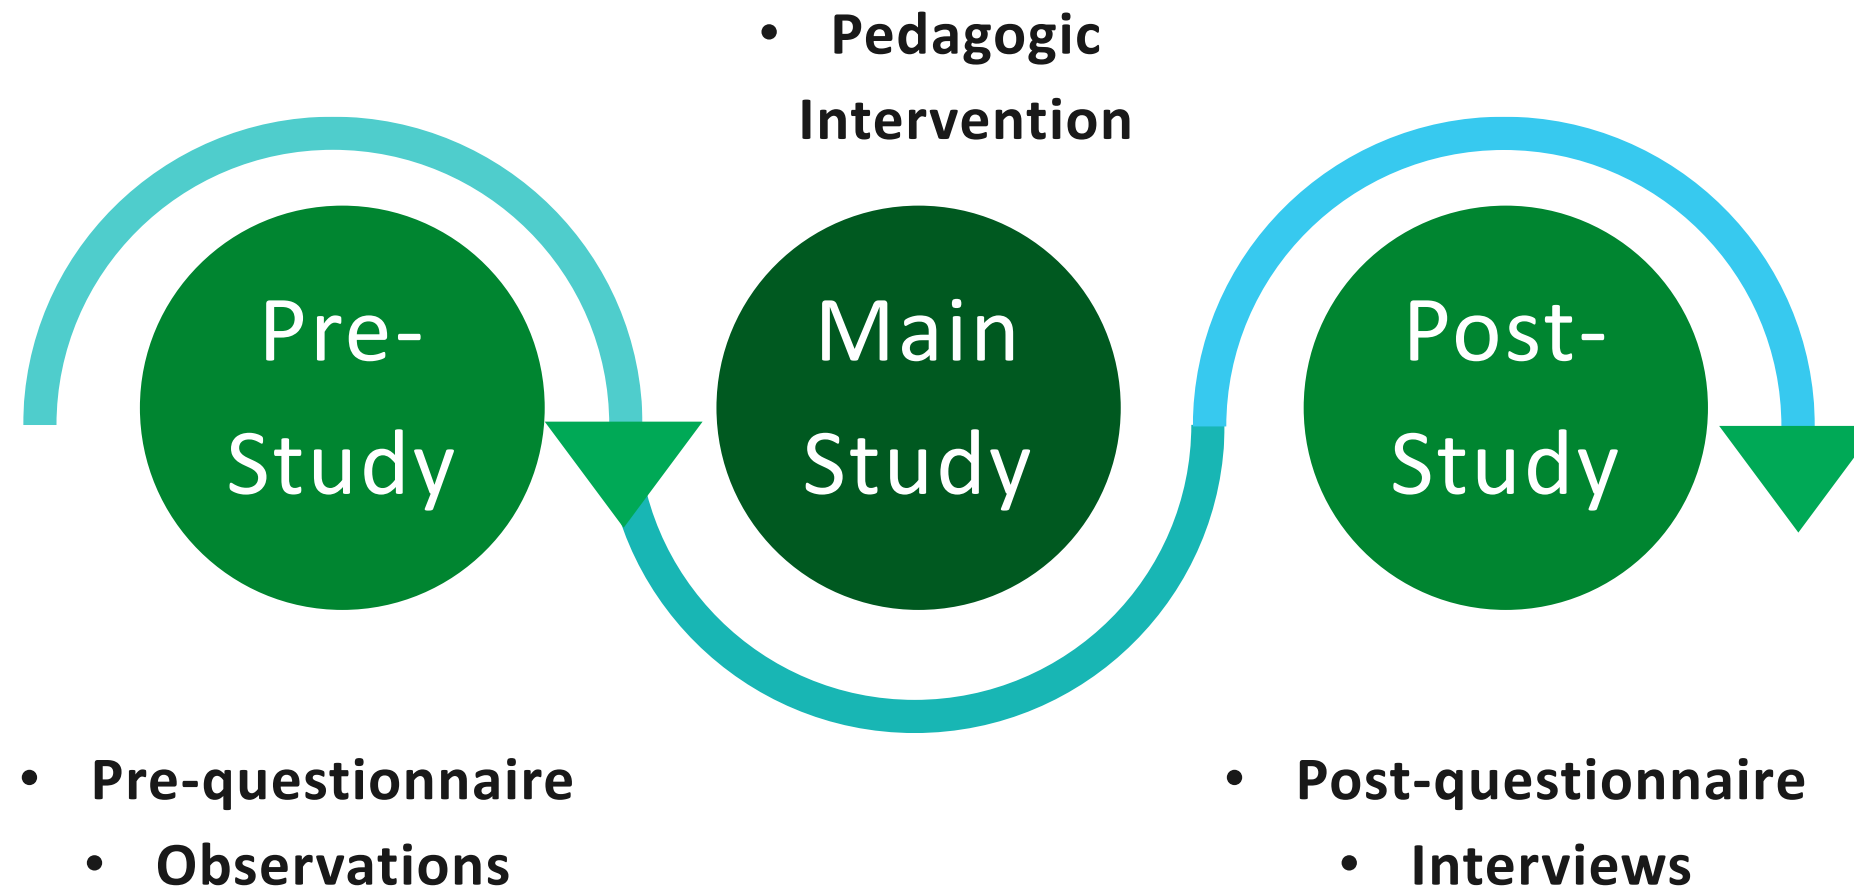 • Pedagogic
Intervention
Pre-
Study
Main
Study
Post-
Study
• Pre-questionnaire
• Observations
• Post-questionnaire
• Interviews